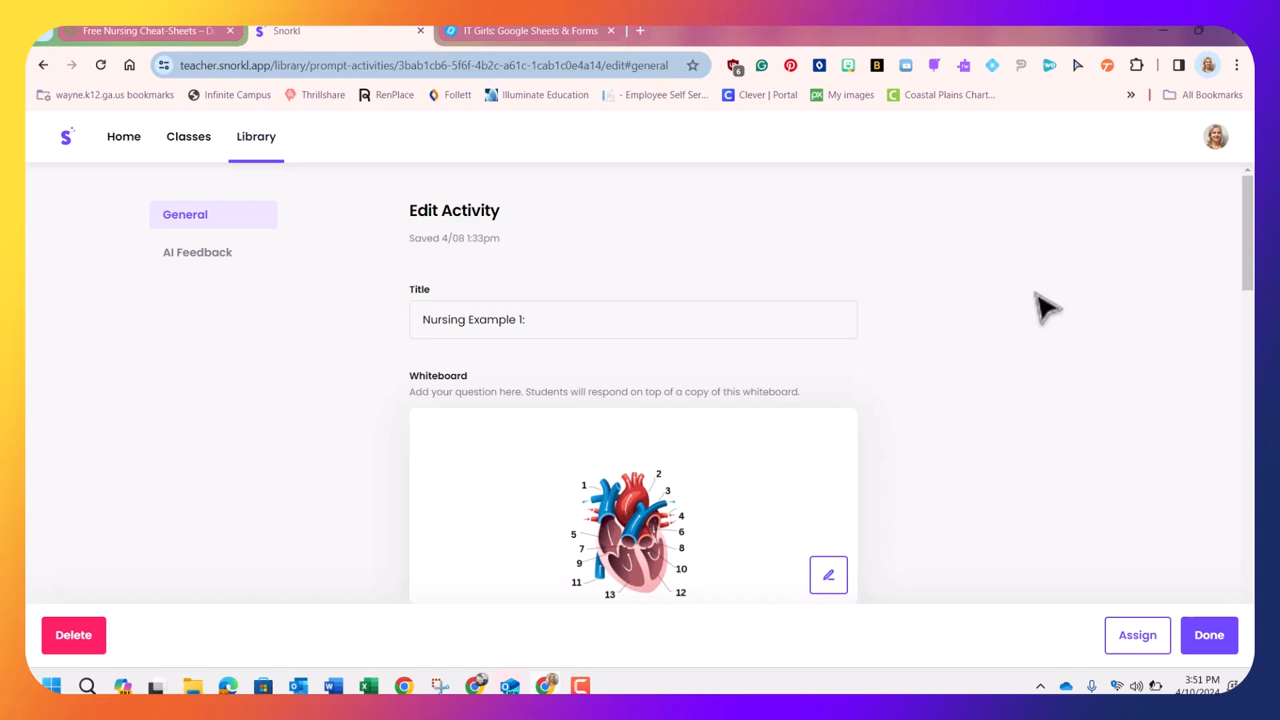 Free Nursing Cheat-Sheets – D
Snorkl
IT Girls: Google Sheets & Forms
teacher.snorkl.app/library/prompt-activities/3bab1cb6-5f6f-4b2c-a61c-1cab1c0e4a14/edit#general
6
wayne.k12.ga.us bookmarks
Infinite Campus
Thrillshare
RenPlace
Follett
Illuminate Education
- Employee Self Ser...
Clever | Portal
My images
Coastal Plains Chart...
All Bookmarks
Home
Classes
Library
General
AI Feedback
Edit Activity
Saved 4/08 1:33pm
Title
Nursing Example 1:
Whiteboard
Add your question here. Students will respond on top of a copy of this whiteboard.
1
2
3
4
5
6
7
8
9
10
11
12
13
Delete
Assign
Done
3:51 PM
4/10/2024